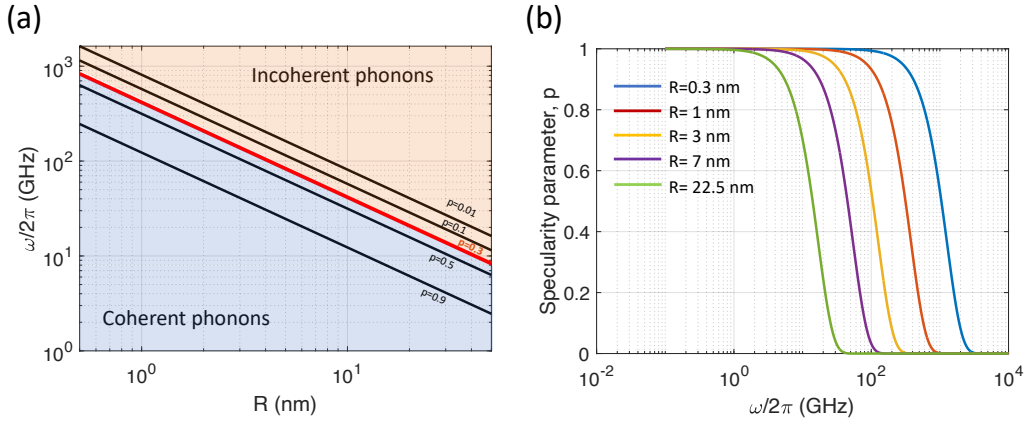 (a)
10³
10²
10¹
10⁰
ω/2π (GHz)
Incoherent phonons
Coherent phonons
p=0.01
p=0.1
p=0.3
p=0.5
p=0.9
10⁰
10¹
R (nm)
(b)
1
0.8
0.6
0.4
0.2
0
Specularity parameter, p
R=0.3 nm
R= 1 nm
R= 3 nm
R= 7 nm
R= 22.5 nm
10⁻²
10⁰
10²
10⁴
ω/2π (GHz)